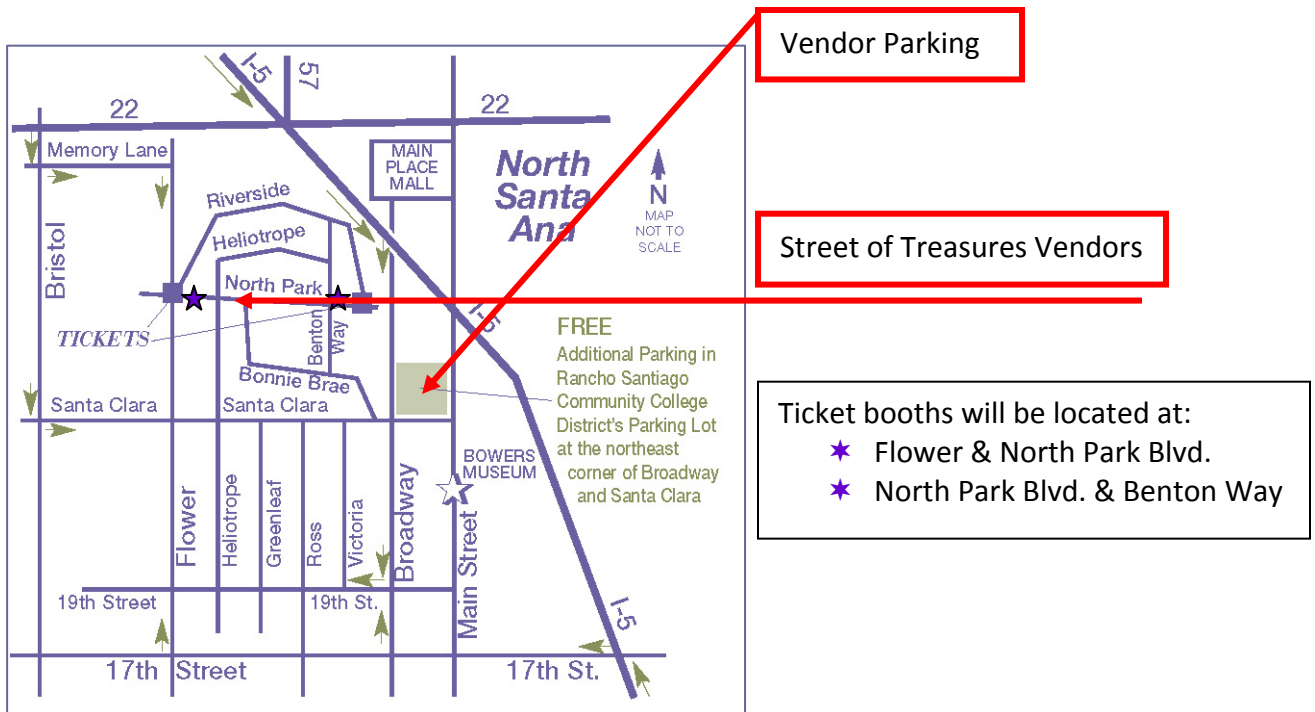 Vendor Parking
I-5
57
22
22
Memory Lane
MAIN
PLACE
MALL
North
Santa
Ana
N
MAP
NOT TO
SCALE
Riverside
Heliotrope
Bristol
North Park
Street of Treasures Vendors
TICKETS
Benton
Way
I-5
Bonnie Brae
FREE
Additional Parking in
Rancho Santiago
Community College
District's Parking Lot
at the northeast
corner of Broadway
and Santa Clara
Santa Clara
Santa Clara
Ticket booths will be located at:
Flower & North Park Blvd.
North Park Blvd. & Benton Way
BOWERS
MUSEUM
Flower
Heliotrope
Greenleaf
Ross
Victoria
Broadway
Main Street
19th Street
19th St.
I-5
17th Street
17th St.